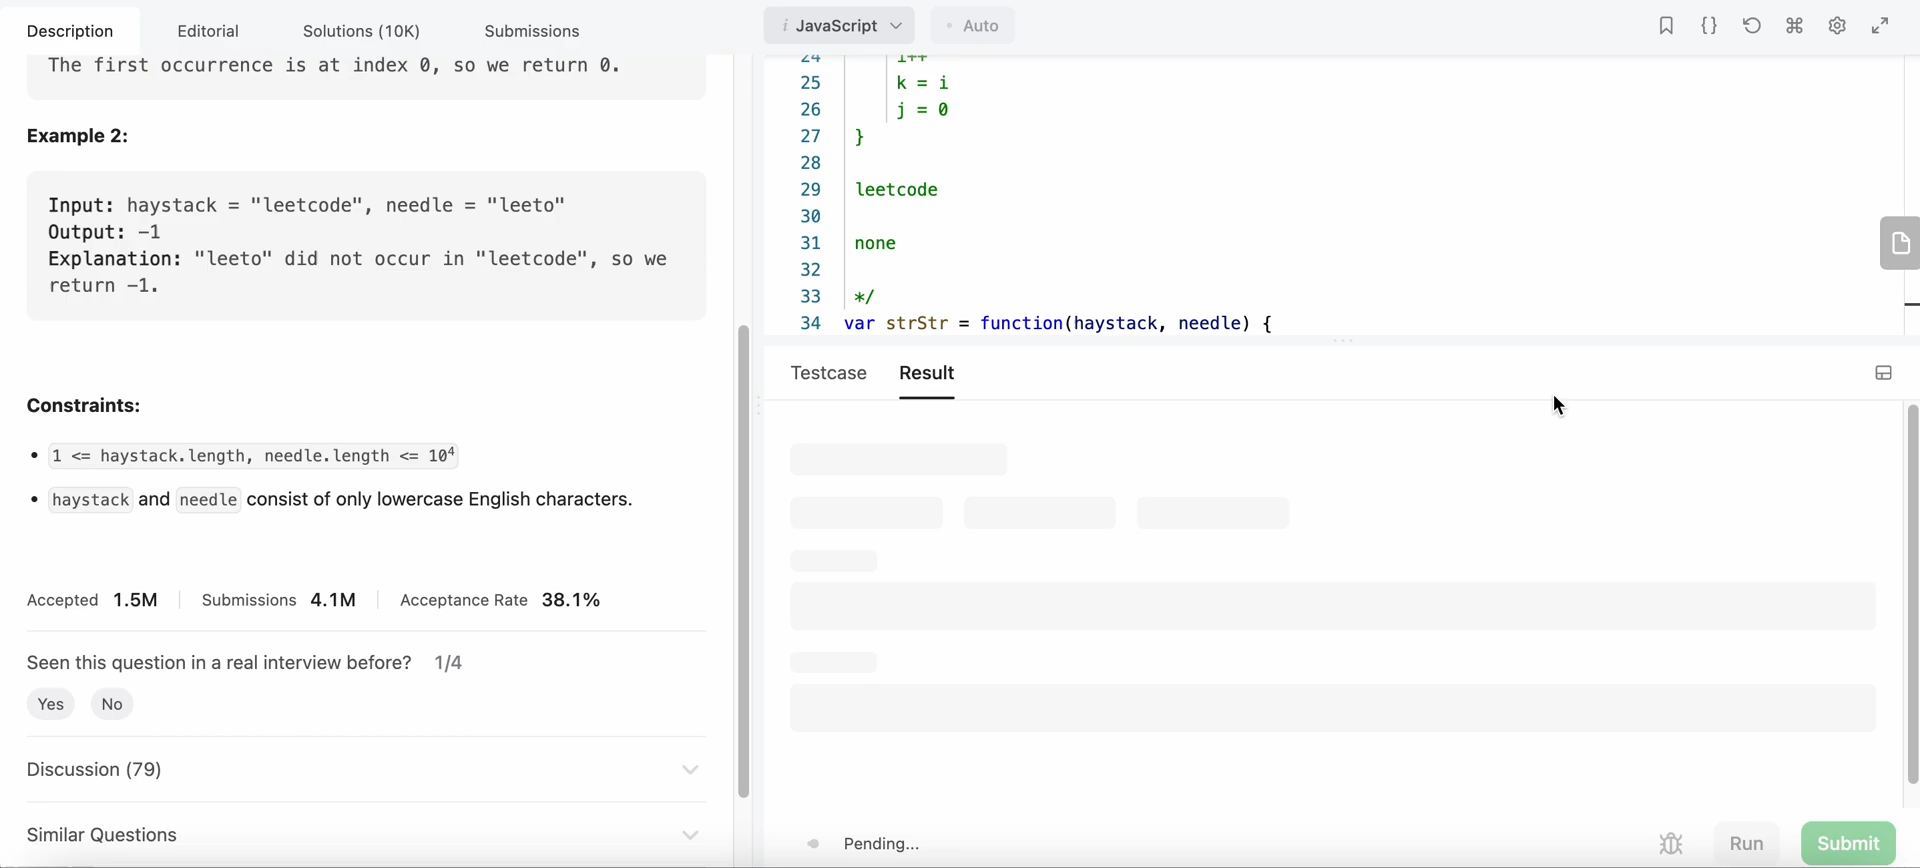 Description Editorial Solutions (10K) Submissions
The first occurrence is at index 0, so we return 0.
Example 2:
Input: haystack = "leetcode", needle = "leeto"
Output: -1
Explanation: "leeto" did not occur in "leetcode", so we
return -1.
Constraints:
• 1 <= haystack.length, needle.length <= 10⁴
• haystack and needle consist of only lowercase English characters.
Accepted 1.5M Submissions 4.1M Acceptance Rate 38.1%
Seen this question in a real interview before? 1/4
Yes No
Discussion (79)
Similar Questions
i JavaScript • Auto
24 i++
25 k = i
26 j = 0
27 }
28
29 leetcode
30
31 none
32
33 */
34 var strStr = function(haystack, needle) {
Testcase Result
Pending...
Run Submit